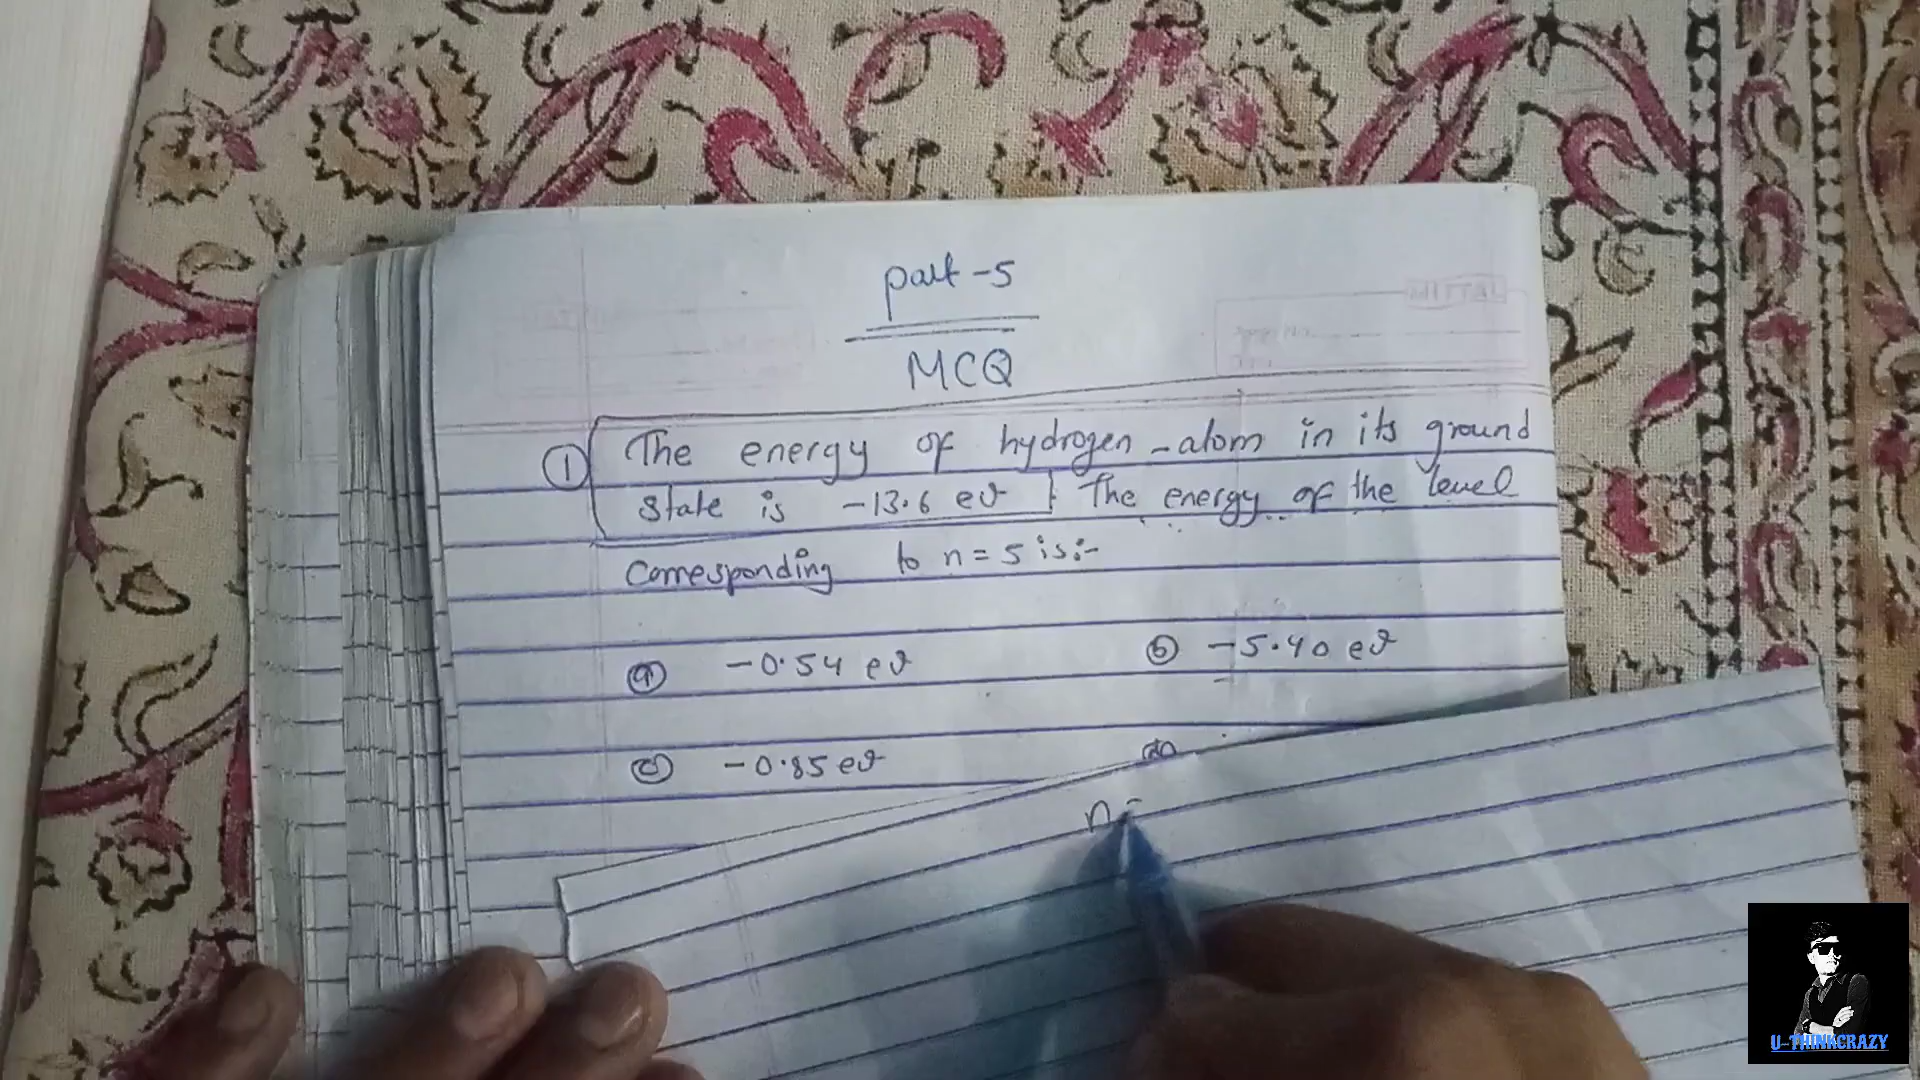 part-5
MCQ
① The energy of hydrogen-atom in its ground
state is -13.6 eV. The energy of the level
corresponding to n = 5 is:-
ⓐ -0.54 eV ⓑ -5.40 eV
ⓒ -0.85 eV ⓓ
n =
U-THINKCRAZY